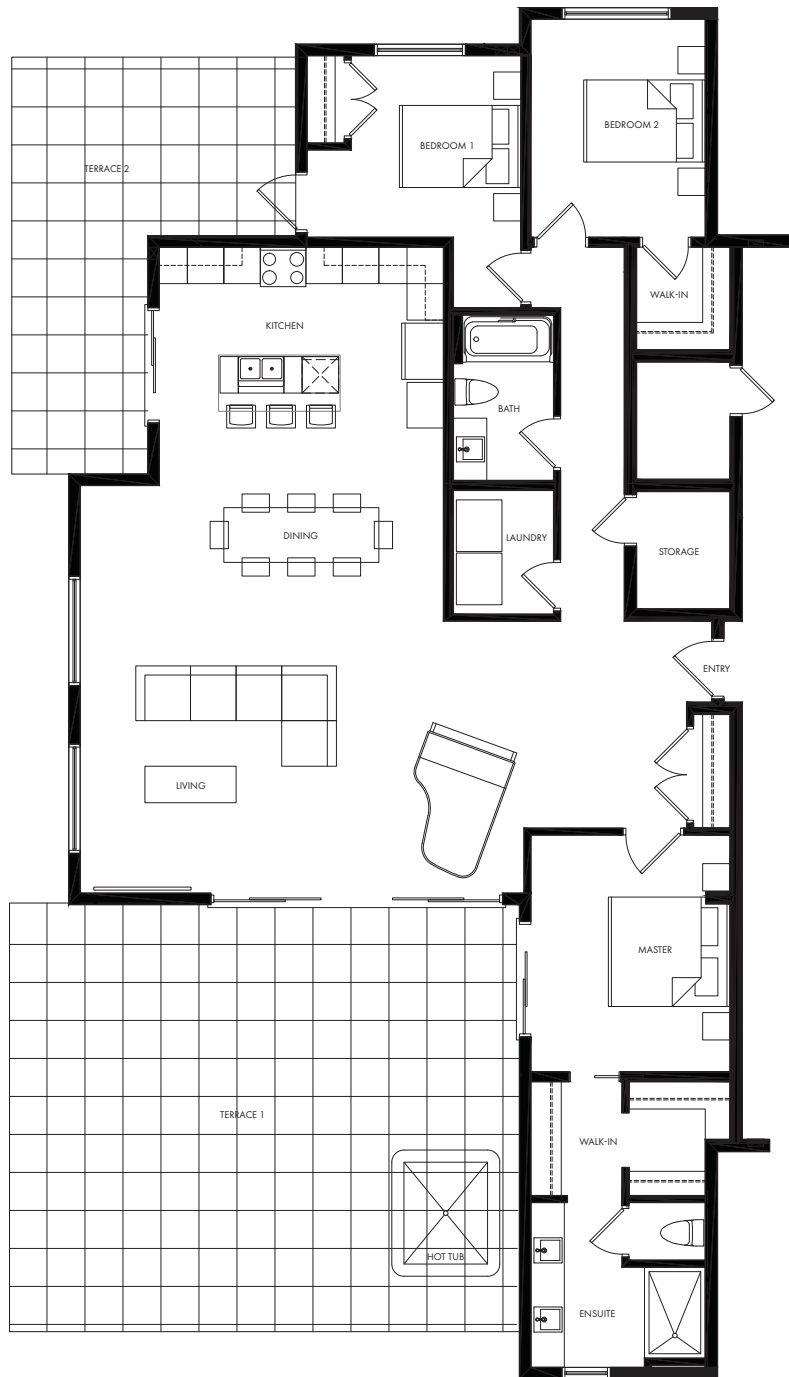 BEDROOM 2
BEDROOM 1
TERRACE 2
WALK-IN
KITCHEN
BATH
DINING
LAUNDRY
STORAGE
ENTRY
LIVING
MASTER
TERRACE 1
WALK-IN
HOT TUB
ENSUITE